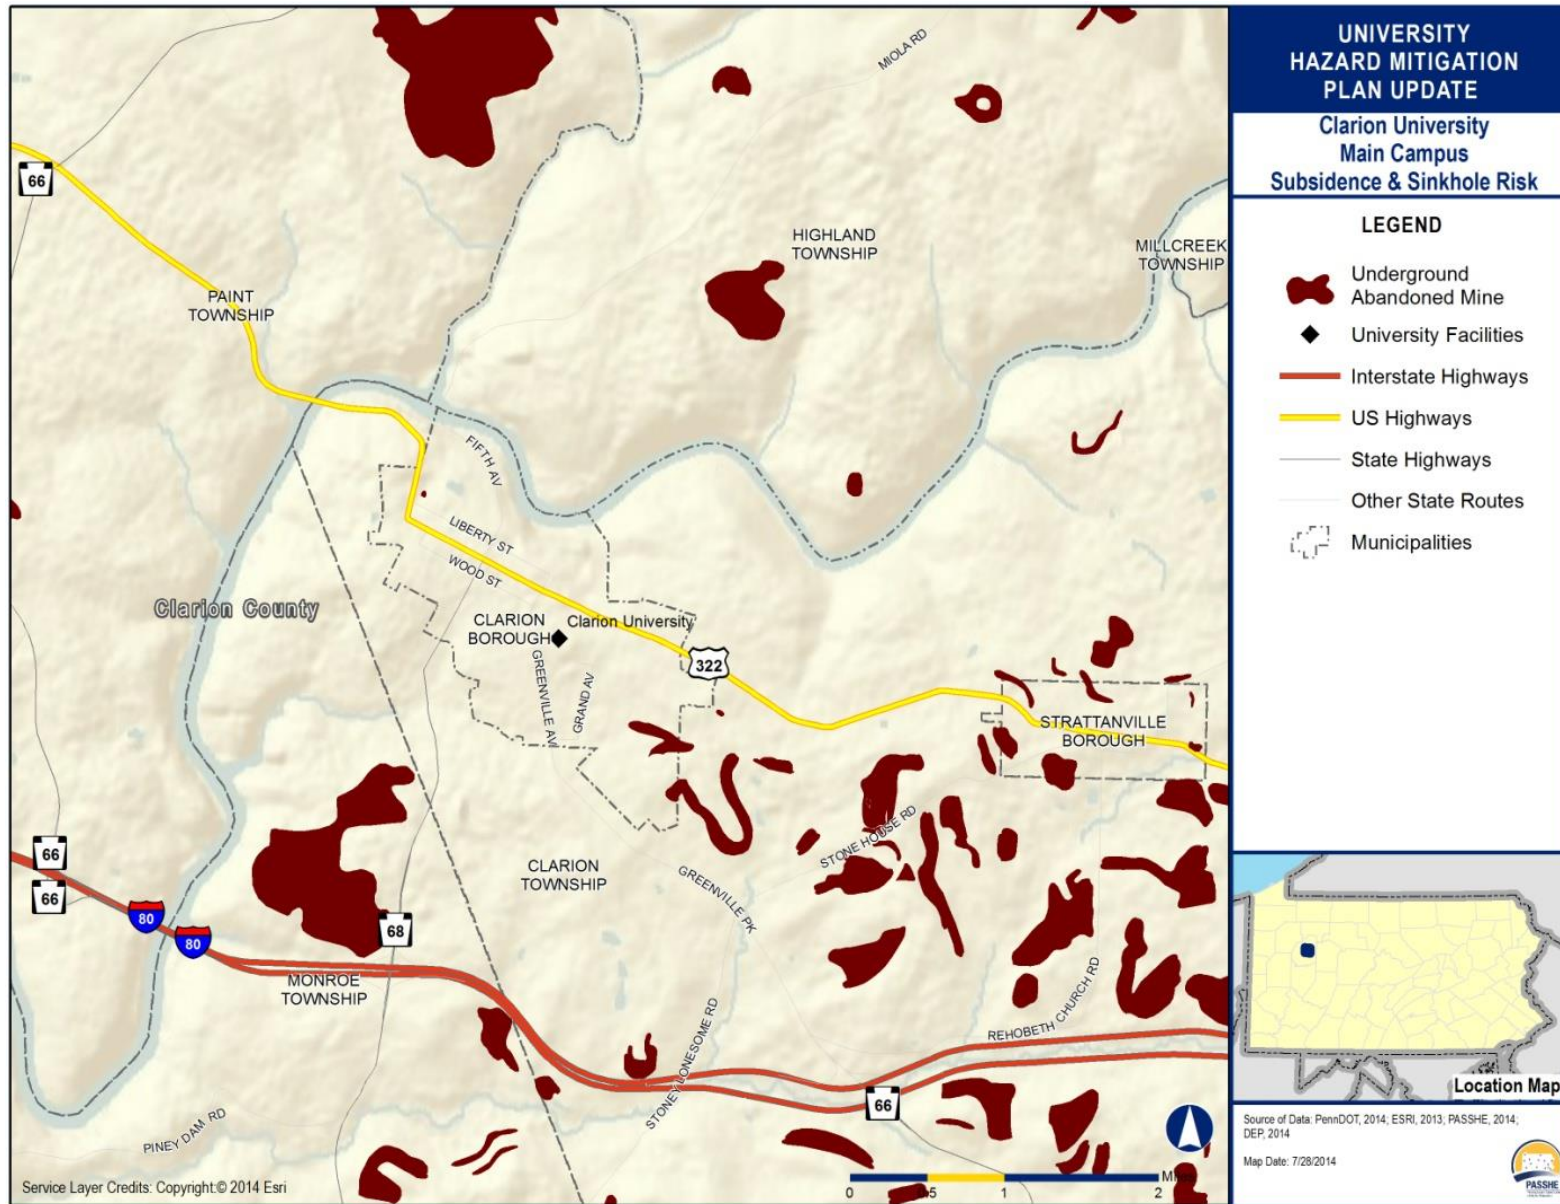 UNIVERSITY
HAZARD MITIGATION
PLAN UPDATE
Clarion University
Main Campus
Subsidence & Sinkhole Risk
LEGEND
Underground
Abandoned Mine
University Facilities
Interstate Highways
US Highways
State Highways
Other State Routes
Municipalities
MIOLA RD
66
HIGHLAND
TOWNSHIP
MILLCREEK
TOWNSHIP
PAINT
TOWNSHIP
FIFTH AV
LIBERTY ST
WOOD ST
Clarion County
CLARION
BOROUGH
Clarion University
322
GREENVILLE AV
GRAND AV
STRATTANVILLE
BOROUGH
STONE HOUSE RD
66
66
CLARION
TOWNSHIP
GREENVILLE PK
80
80
68
MONROE
TOWNSHIP
REHOBETH CHURCH RD
STONEY LONESOME RD
66
PINEY DAM RD
Service Layer Credits: Copyright:© 2014 Esri
0
1
2
Location Map
Source of Data: PennDOT, 2014; ESRI, 2013; PASSHE, 2014;
DEP, 2014
Map Date: 7/28/2014
PASSHE